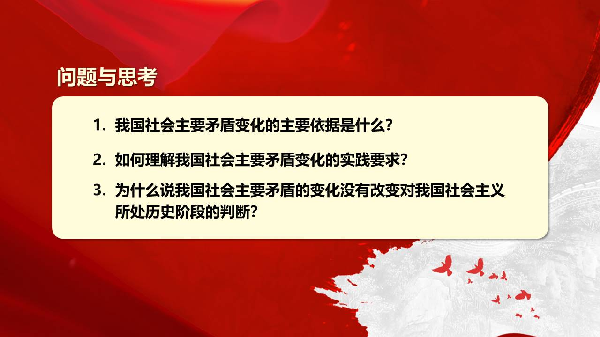 问题与思考
1. 我国社会主要矛盾变化的主要依据是什么?
2. 如何理解我国社会主要矛盾变化的实践要求?
3. 为什么说我国社会主要矛盾的变化没有改变对我国社会主义
所处历史阶段的判断?